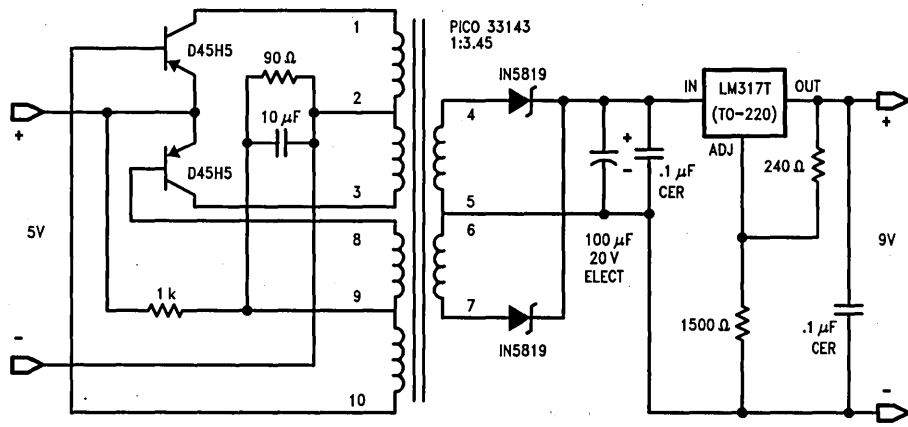 1
PICO 33143
1:3.45
D45H5
90 Ω
IN5819
IN
LM317T
(TO-220)
OUT
2
4
10 μF
+
+
ADJ
+
-
.1 μF
CER
240 Ω
D45H5
3
5
5V
8
6
100 μF
20 V
ELECT
9V
1 k
9
7
1500 Ω
.1 μF
CER
-
IN5819
10
-